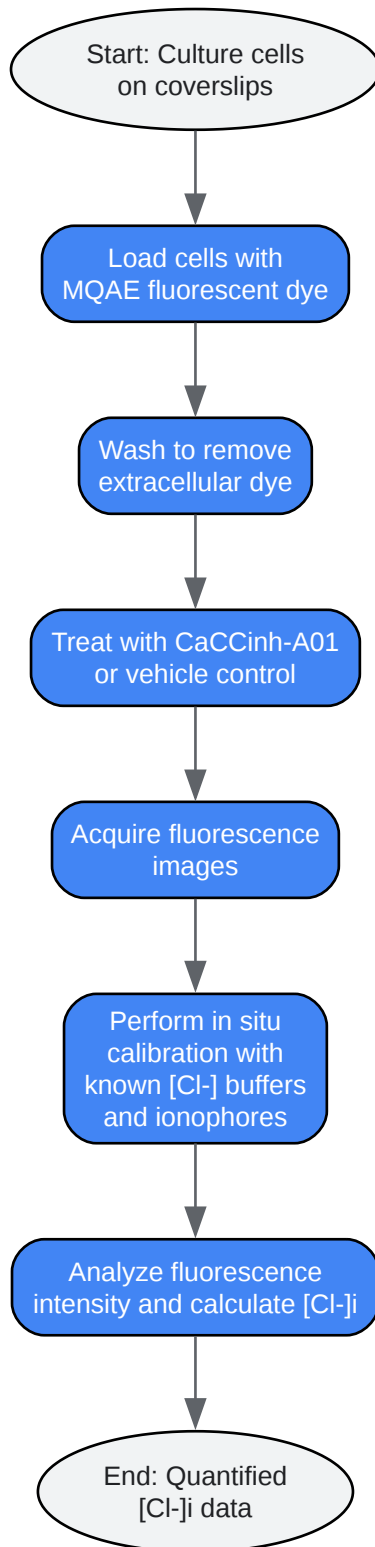 Start: Culture cells
on coverslips
Load cells with
MQAE fluorescent dye
Wash to remove
extracellular dye
Treat with CaCCinh-A01
or vehicle control
Acquire fluorescence
images
Perform in situ
calibration with
known [Cl-] buffers
and ionophores
Analyze fluorescence
intensity and calculate [Cl-]i
End: Quantified
[Cl-]i data